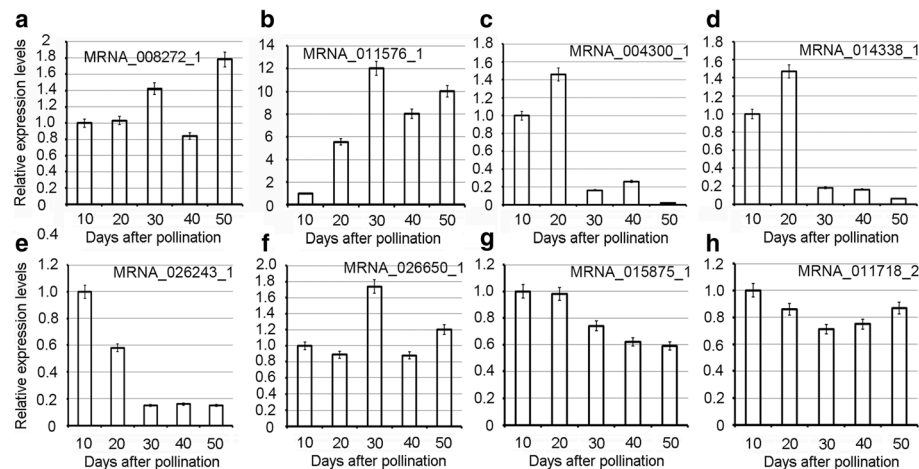 a
b
c
d
MRNA_008272_1
MRNA_011576_1
MRNA_004300_1
MRNA_014338_1
Relative expression levels
2
1.8
1.6
1.4
1.2
1.0
0.8
0.6
0.4
0.2
0
14
12
10
8
6
4
2
0
1.8
1.6
1.4
1.2
1.0
0.8
0.6
0.4
0.2
0
1.8
1.6
1.4
1.2
1.0
0.8
0.6
0.4
0.2
0
10 20 30 40 50
10 20 30 40 50
10 20 30 40 50
10 20 30 40 50
Days after pollination
Days after pollination
Days after pollination
Days after pollination
0.4
e
f
g
h
MRNA_026243_1
MRNA_026650_1
MRNA_015875_1
MRNA_011718_2
Relative expression levels
1.2
1.0
0.8
0.6
0.4
0.2
0
2.0
1.8
1.6
1.4
1.2
1.0
0.8
0.6
0.4
0.2
0
1.2
1.0
0.8
0.6
0.4
0.2
0
1.2
1.0
0.8
0.6
0.4
0.2
0
10 20 30 40 50
10 20 30 40 50
10 20 30 40 50
10 20 30 40 50
Days after pollination
Days after pollination
Days after pollination
Days after pollination